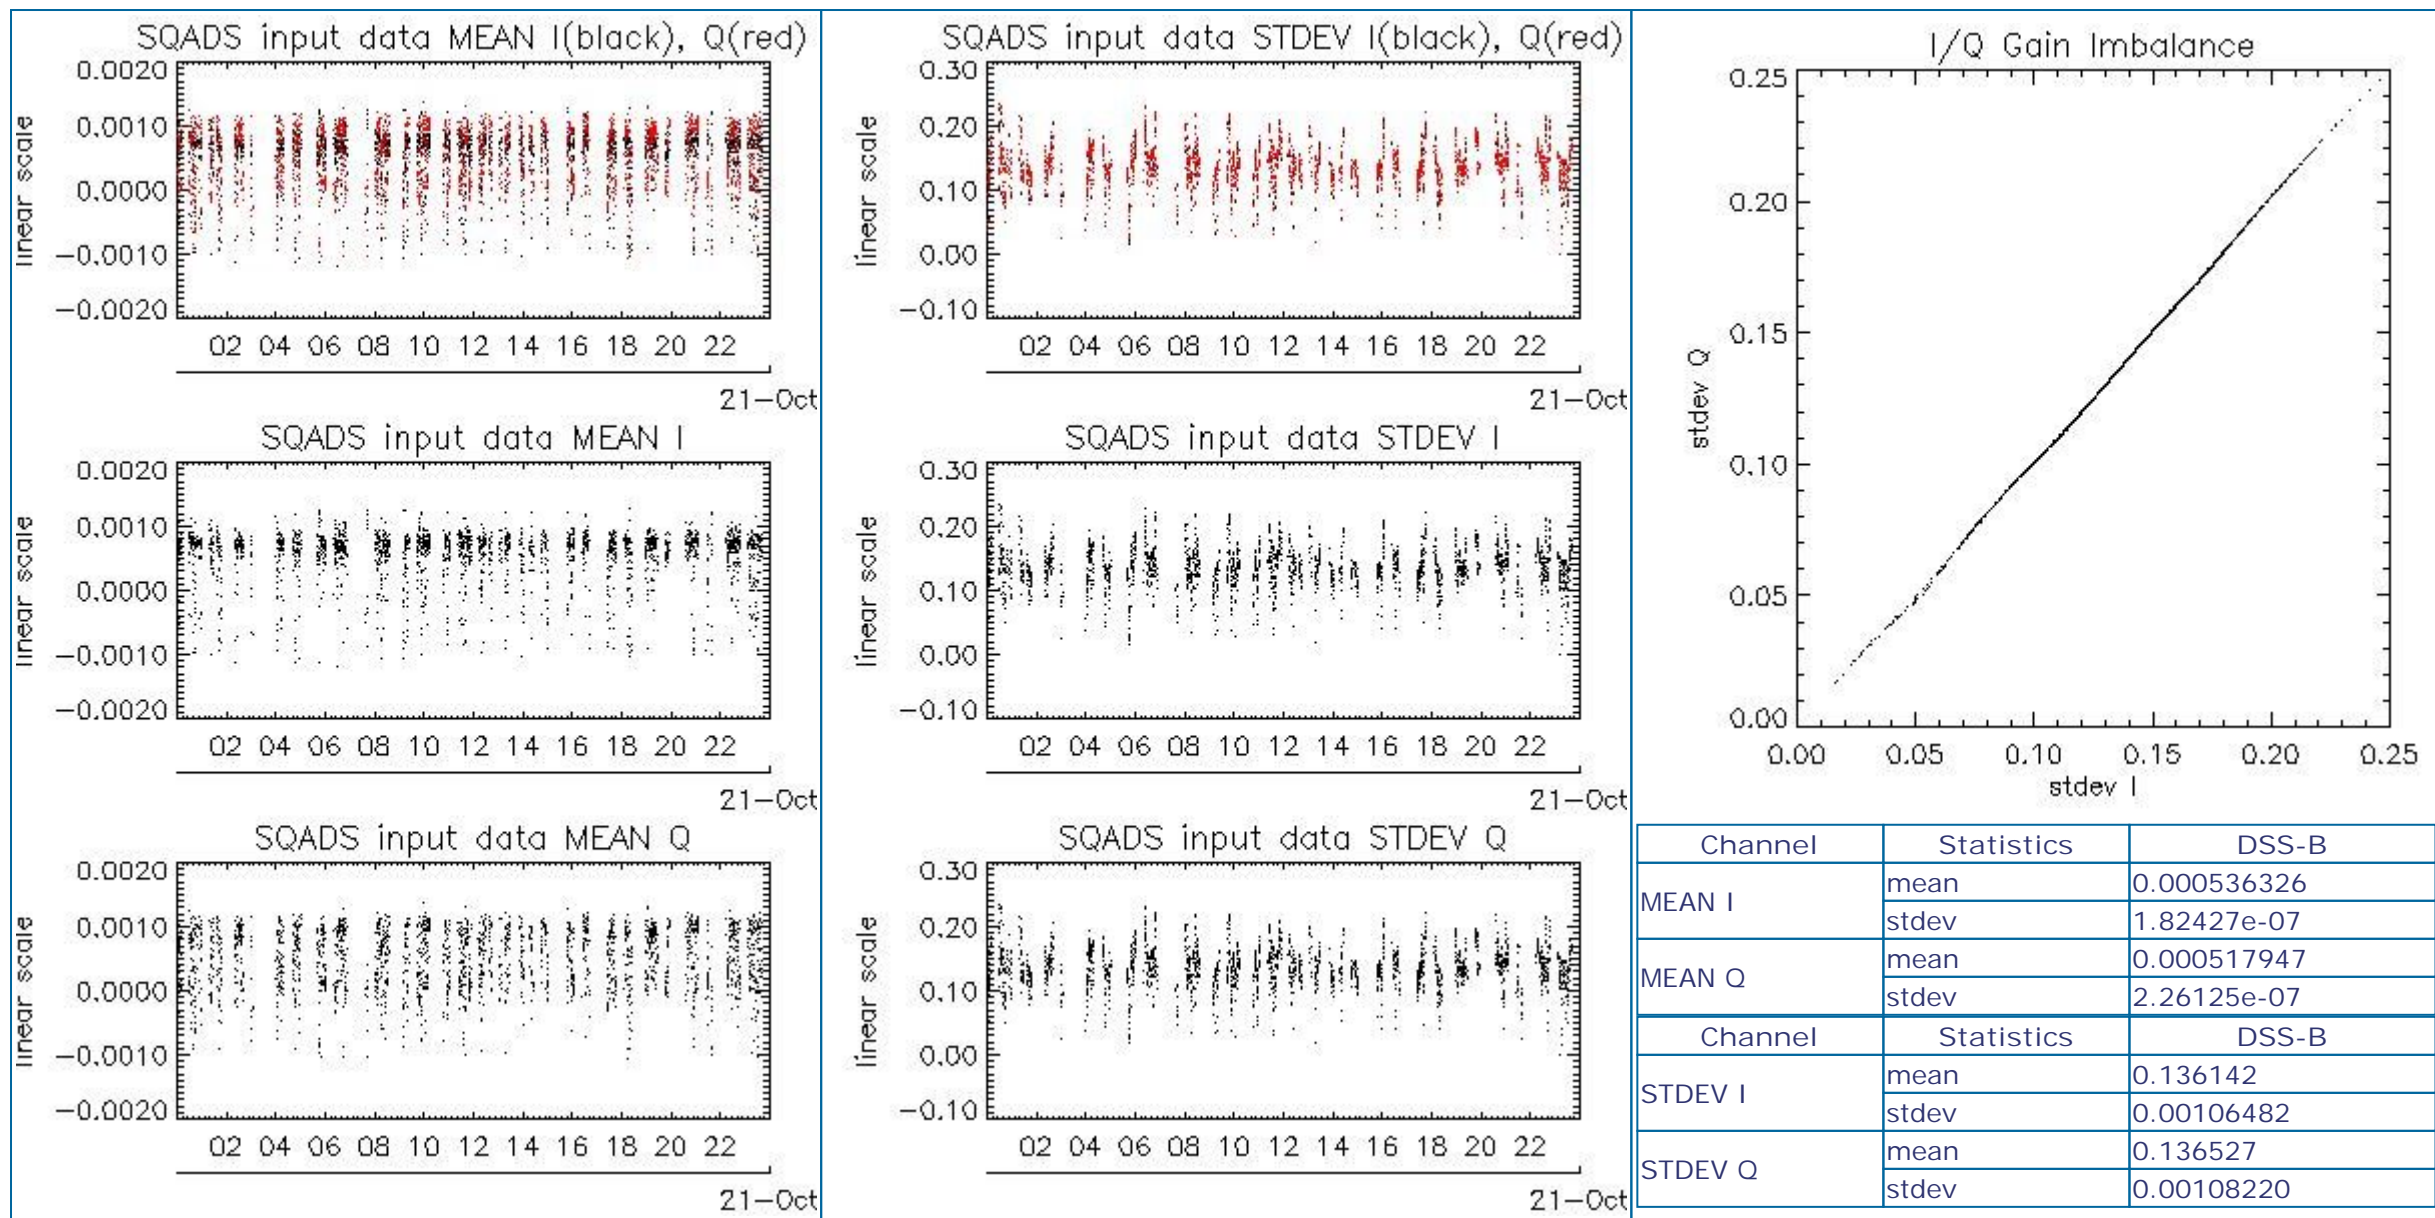 SQADS input data MEAN I(black), Q(red)
0.0020
0.0010
0.0000
-0.0010
-0.0020
linear scale
02 04 06 08 10 12 14 16 18 20 22
21-Oct
SQADS input data MEAN I
0.0020
0.0010
0.0000
-0.0010
-0.0020
linear scale
02 04 06 08 10 12 14 16 18 20 22
21-Oct
SQADS input data MEAN Q
0.0020
0.0010
0.0000
-0.0010
-0.0020
linear scale
02 04 06 08 10 12 14 16 18 20 22
21-Oct
SQADS input data STDEV I(black), Q(red)
0.30
0.20
0.10
0.00
-0.10
linear scale
02 04 06 08 10 12 14 16 18 20 22
21-Oct
SQADS input data STDEV I
0.30
0.20
0.10
0.00
-0.10
linear scale
02 04 06 08 10 12 14 16 18 20 22
21-Oct
SQADS input data STDEV Q
0.30
0.20
0.10
0.00
-0.10
linear scale
02 04 06 08 10 12 14 16 18 20 22
21-Oct
I/Q Gain Imbalance
0.25
0.20
0.15
0.10
0.05
0.00
stdev Q
0.00 0.05 0.10 0.15 0.20 0.25
stdev I
Channel Statistics DSS-B
MEAN I mean 0.000536326
stdev 1.82427e-07
MEAN Q mean 0.000517947
stdev 2.26125e-07
Channel Statistics DSS-B
STDEV I mean 0.136142
stdev 0.00106482
STDEV Q mean 0.136527
stdev 0.00108220